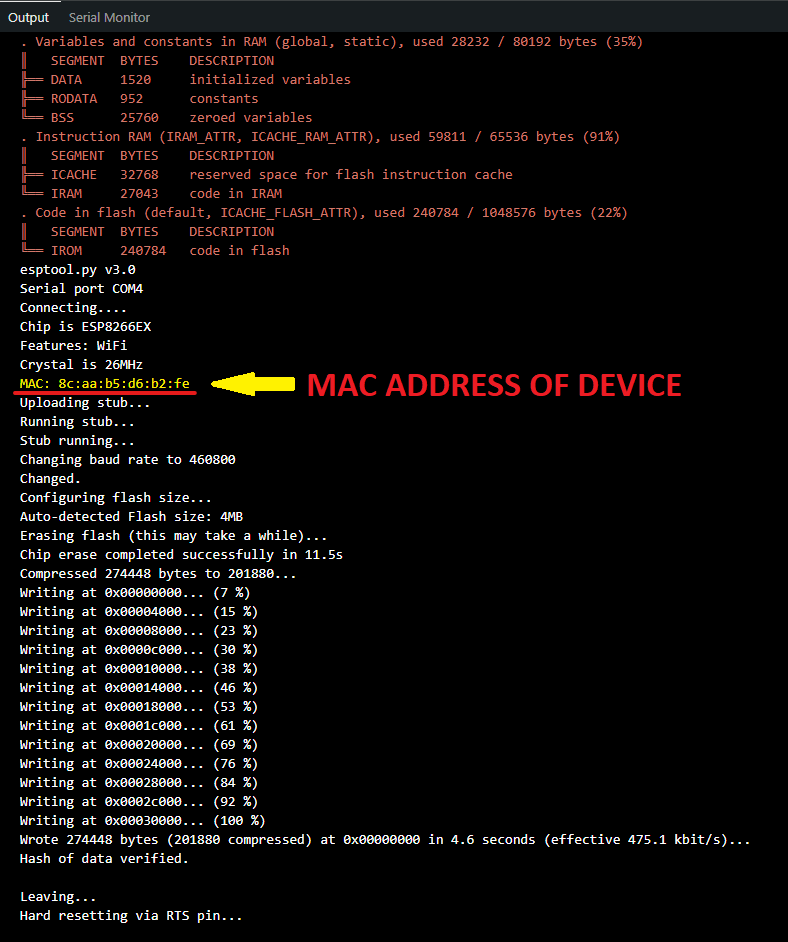 Output Serial Monitor
. Variables and constants in RAM (global, static), used 28232 / 80192 bytes (35%)
║ SEGMENT BYTES DESCRIPTION
╠══ DATA 1520 initialized variables
╠══ RODATA 952 constants
╚══ BSS 25760 zeroed variables
. Instruction RAM (IRAM_ATTR, ICACHE_RAM_ATTR), used 59811 / 65536 bytes (91%)
║ SEGMENT BYTES DESCRIPTION
╠══ ICACHE 32768 reserved space for flash instruction cache
╚══ IRAM 27043 code in IRAM
. Code in flash (default, ICACHE_FLASH_ATTR), used 240784 / 1048576 bytes (22%)
║ SEGMENT BYTES DESCRIPTION
╚══ IROM 240784 code in flash
esptool.py v3.0
Serial port COM4
Connecting....
Chip is ESP8266EX
Features: WiFi
Crystal is 26MHz
MAC: 8c:aa:b5:d6:b2:fe MAC ADDRESS OF DEVICE
Uploading stub...
Running stub...
Stub running...
Changing baud rate to 460800
Changed.
Configuring flash size...
Auto-detected Flash size: 4MB
Erasing flash (this may take a while)...
Chip erase completed successfully in 11.5s
Compressed 274448 bytes to 201880...
Writing at 0x00000000... (7 %)
Writing at 0x00004000... (15 %)
Writing at 0x00008000... (23 %)
Writing at 0x0000c000... (30 %)
Writing at 0x00010000... (38 %)
Writing at 0x00014000... (46 %)
Writing at 0x00018000... (53 %)
Writing at 0x0001c000... (61 %)
Writing at 0x00020000... (69 %)
Writing at 0x00024000... (76 %)
Writing at 0x00028000... (84 %)
Writing at 0x0002c000... (92 %)
Writing at 0x00030000... (100 %)
Wrote 274448 bytes (201880 compressed) at 0x00000000 in 4.6 seconds (effective 475.1 kbit/s)...
Hash of data verified.
Leaving...
Hard resetting via RTS pin...